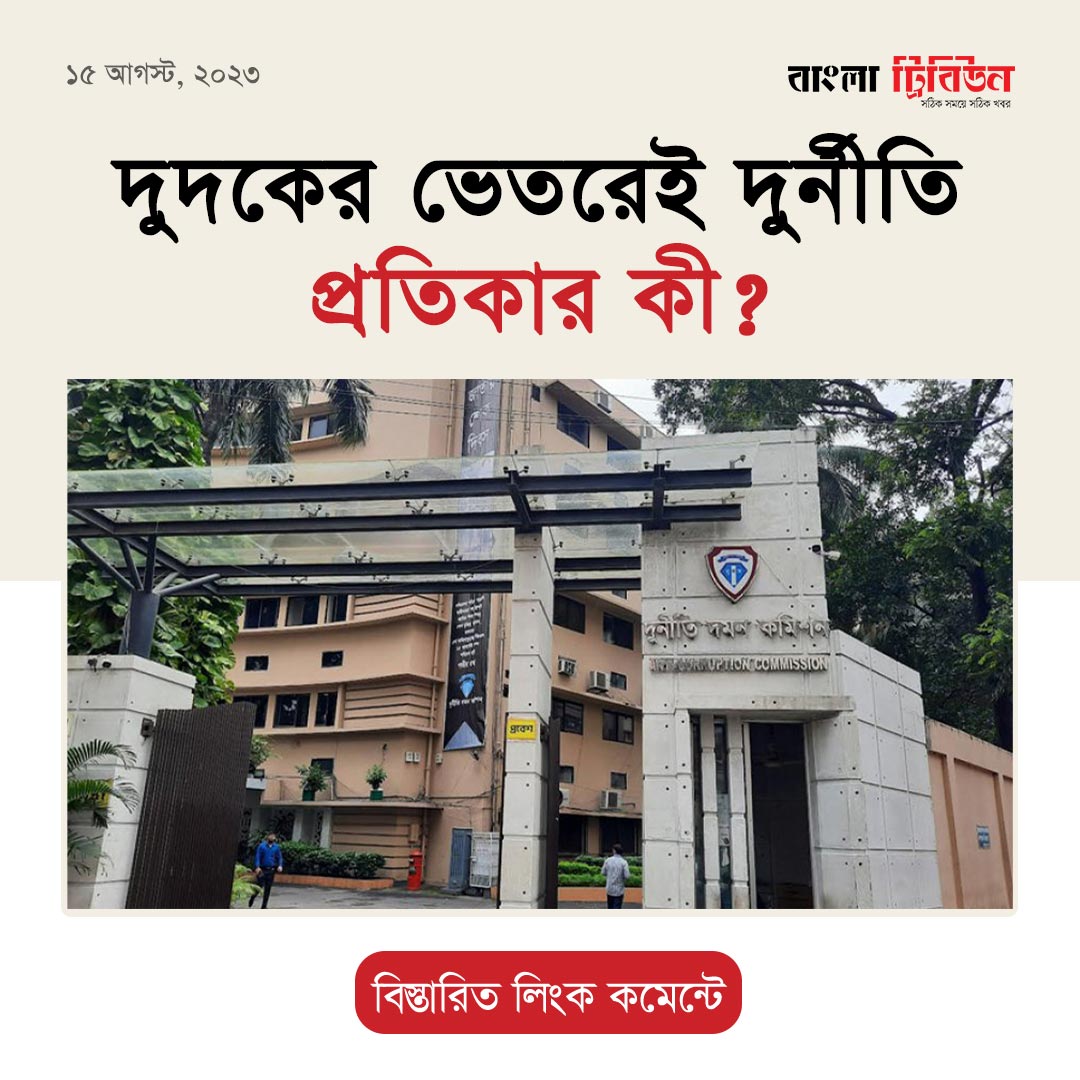 ১৫ আগস্ট, ২০২৩
বাংলা ট্রিবিউন
সঠিক সময়ে সঠিক খবর
দুদকের ভেতরেই দুর্নীতি
প্রতিকার কী?
দুর্নীতি দমন কমিশন
ANTI CORRUPTION COMMISSION
প্রবেশ
বিস্তারিত লিংক কমেন্টে